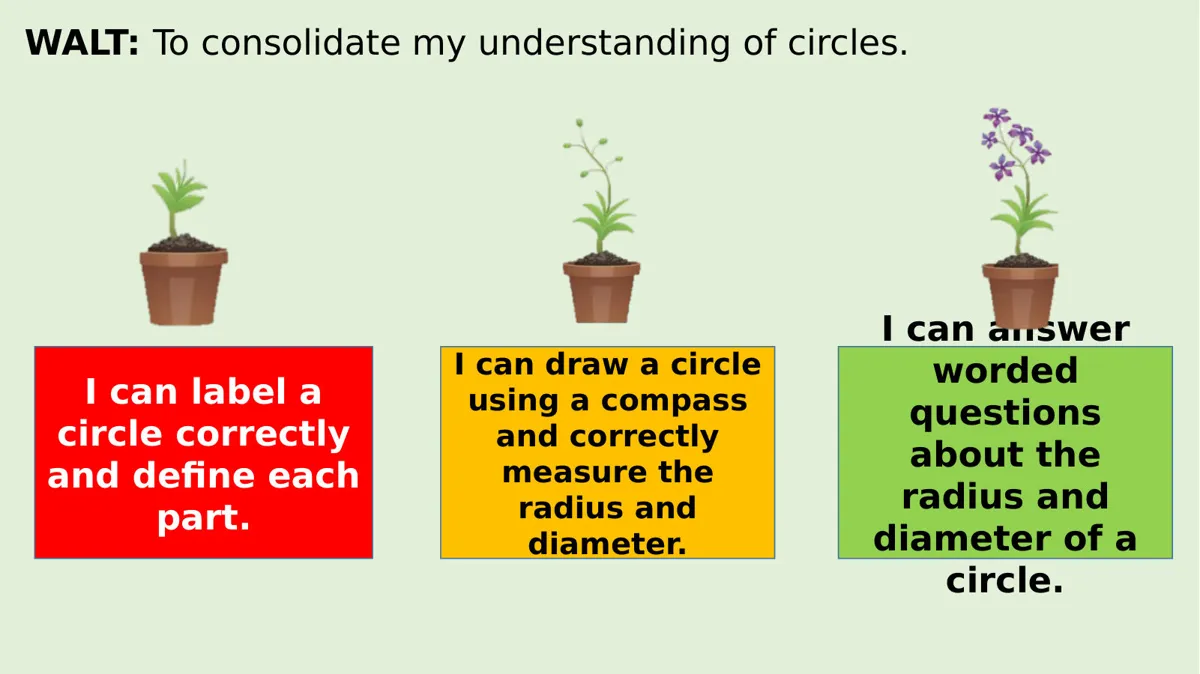 WALT: To consolidate my understanding of circles.
I can label a
circle correctly
and define each
part.
I can draw a circle
using a compass
and correctly
measure the
radius and
diameter.
I can answer
worded
questions
about the
radius and
diameter of a
circle.